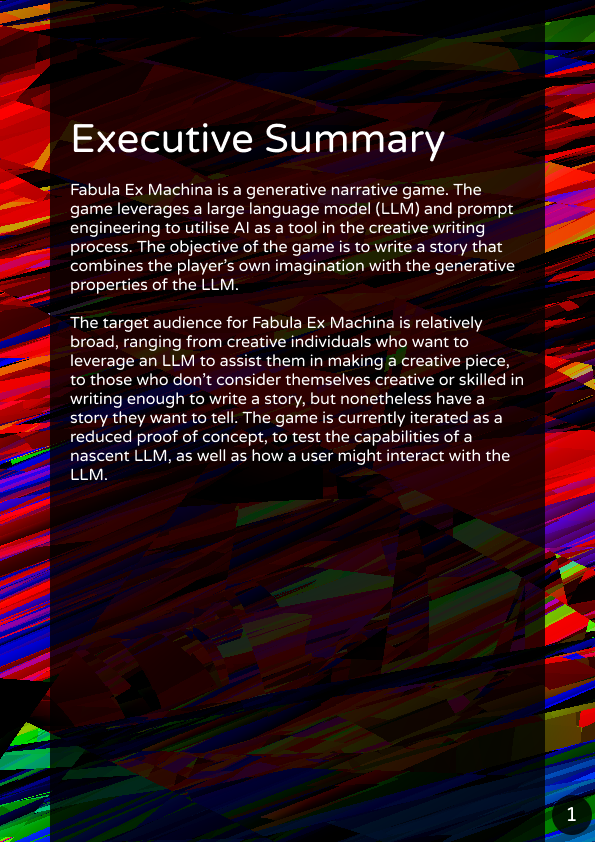 Executive Summary
Fabula Ex Machina is a generative narrative game. The
game leverages a large language model (LLM) and prompt
engineering to utilise AI as a tool in the creative writing
process. The objective of the game is to write a story that
combines the player’s own imagination with the generative
properties of the LLM.
The target audience for Fabula Ex Machina is relatively
broad, ranging from creative individuals who want to
leverage an LLM to assist them in making a creative piece,
to those who don’t consider themselves creative or skilled in
writing enough to write a story, but nonetheless have a
story they want to tell. The game is currently iterated as a
reduced proof of concept, to test the capabilities of a
nascent LLM, as well as how a user might interact with the
LLM.
1